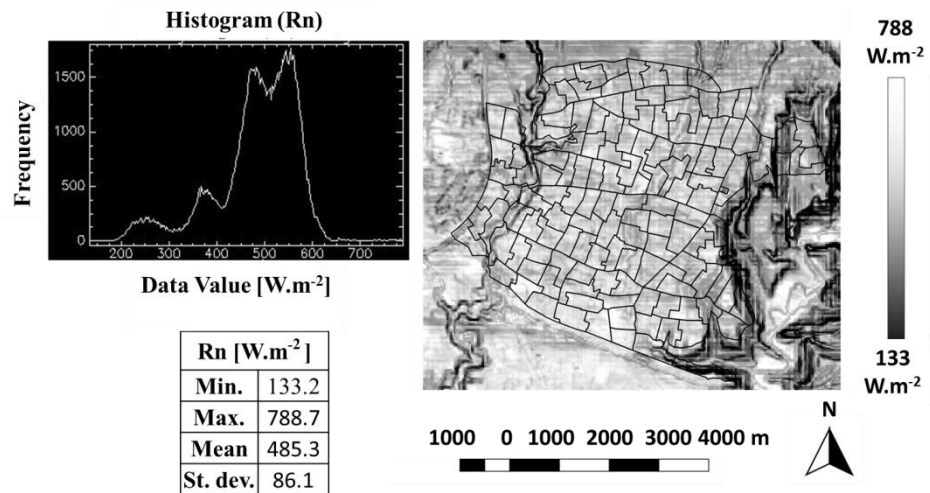 Histogram (Rn)
Frequency
1500
1000
500
0
200 300 400 500 600 700
Data Value [W.m-2]
Rn [W.m-2 ]
Min. 133.2
Max. 788.7
Mean 485.3
St. dev. 86.1
788
W.m-2
133
W.m-2
N
1000 0 1000 2000 3000 4000 m